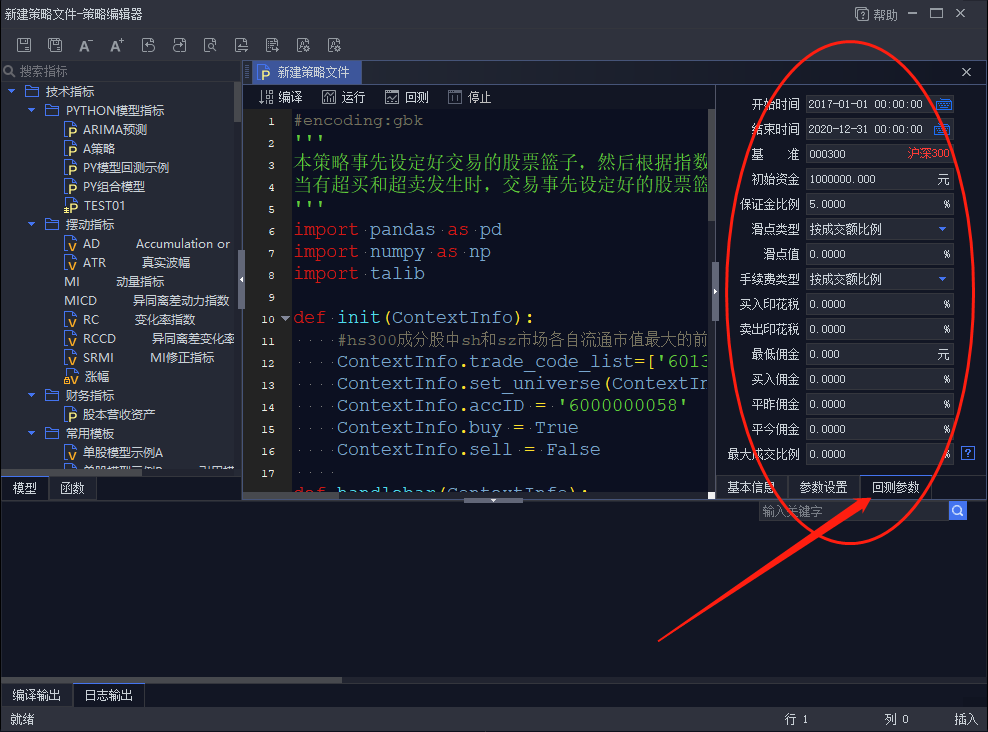 新建策略文件-策略编辑器
帮助
搜索指标
技术指标
PYTHON模型指标
ARIMA预测
A策略
PY模型回测示例
PY组合模型
TEST01
摆动指标
AD Accumulation or
ATR 真实波幅
MI 动量指标
MICD 异同离差动力指数
RC 变化率指数
RCCD 异同离差变化率
SRMI MI修正指标
涨幅
财务指标
股本营收资产
常用模板
单股模型示例A
模型 函数
新建策略文件
编译 运行 回测 停止
1 #encoding:gbk
2 '''
3 本策略事先设定好交易的股票篮子，然后根据指数
4 当有超买和超卖发生时，交易事先设定好的股票篮
5 '''
6 import pandas as pd
7 import numpy as np
8 import talib
9
10 def init(ContextInfo):
11 #hs300成分股中sh和sz市场各自流通市值最大的前
12 ContextInfo.trade_code_list=['6013
13 ContextInfo.set_universe(ContextIn
14 ContextInfo.accID = '6000000058'
15 ContextInfo.buy = True
16 ContextInfo.sell = False
17
def handlebar(ContextInfo):
开始时间 2017-01-01 00:00:00
结束时间 2020-12-31 00:00:00
基 准 000300 沪深300
初始资金 1000000.000 元
保证金比例 5.0000 %
滑点类型 按成交额比例
滑点值 0.0000 %
手续费类型 按成交额比例
买入印花税 0.0000 %
卖出印花税 0.0000 %
最低佣金 0.000 元
买入佣金 0.0000 %
平昨佣金 0.0000 %
平今佣金 0.0000 %
最大成交比例 0.0000 %
基本信息 参数设置 回测参数
输入关键字
编译输出 日志输出
就绪
行 1 列 0 插入